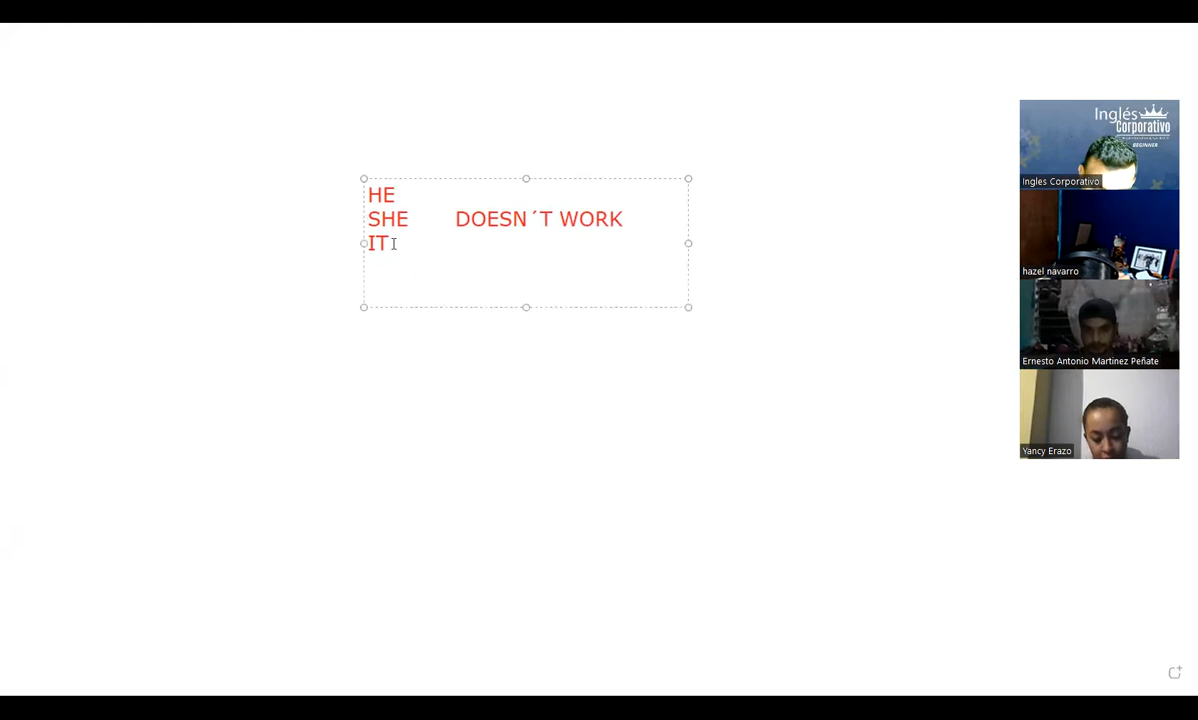 HE
SHE DOESN´T WORK
IT
Inglés
Corporativo
BEGINNER
Ingles Corporativo
hazel navarro
Ernesto Antonio Martinez Peñate
Yancy Erazo